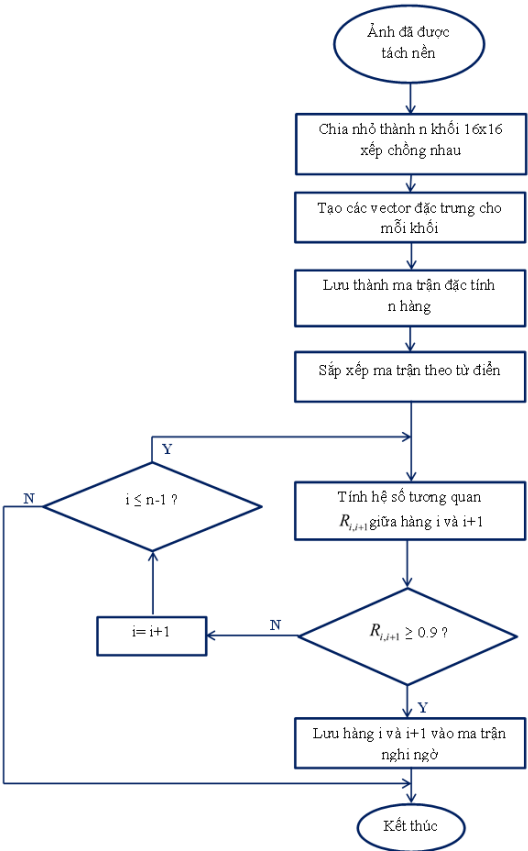 Ảnh đã được
tách nền
Chia nhỏ thành n khối 16x16
xếp chồng nhau
Tạo các vector đặc trưng cho
mỗi khối
Lưu thành ma trận đặc tính
n hàng
Sắp xếp ma trận theo từ điển
Y
N
i ≤ n-1 ?
Tính hệ số tương quan
R_{i,i+1} giữa hàng i và i+1
i= i+1
N
R_{i,i+1} ≥ 0.9 ?
Y
Lưu hàng i và i+1 vào ma trận
nghi ngờ
Kết thúc